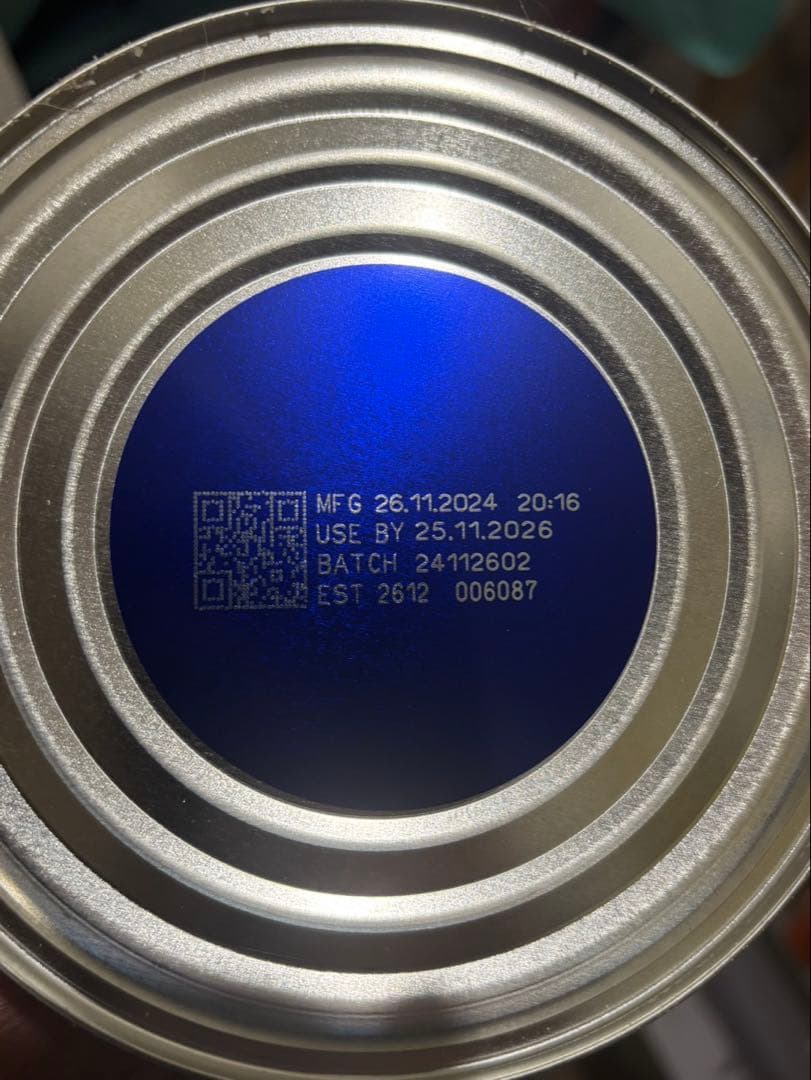 MFG 26.11.2024 20:16
USE BY 25.11.2026
BATCH 24112602
EST 2612 006087